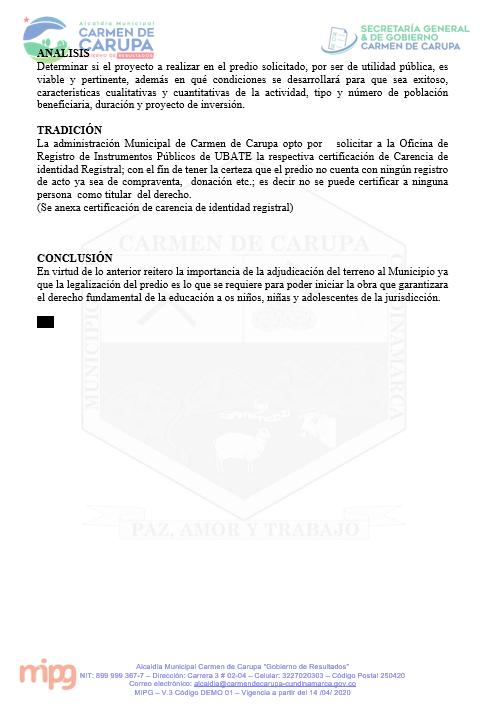 Alcaldía Municipal
CARMEN DE
CARUPA
GOBIERNO DE RESULTADOS
SECRETARÍA GENERAL
& DE GOBIERNO
CARMEN DE CARUPA
ANALISIS
Determinar si el proyecto a realizar en el predio solicitado, por ser de utilidad pública, es
viable y pertinente, además en qué condiciones se desarrollará para que sea exitoso,
características cualitativas y cuantitativas de la actividad, tipo y número de población
beneficiaria, duración y proyecto de inversión.
TRADICIÓN
La administración Municipal de Carmen de Carupa opto por solicitar a la Oficina de
Registro de Instrumentos Públicos de UBATE la respectiva certificación de Carencia de
identidad Registral; con el fin de tener la certeza que el predio no cuenta con ningún registro
de acto ya sea de compraventa, donación etc.; es decir no se puede certificar a ninguna
persona como titular del derecho.
(Se anexa certificación de carencia de identidad registral)
CARMEN DE CARUPA
CONCLUSIÓN
En virtud de lo anterior reitero la importancia de la adjudicación del terreno al Municipio ya
que la legalización del predio es lo que se requiere para poder iniciar la obra que garantizara
el derecho fundamental de la educación a os niños, niñas y adolescentes de la jurisdicción.
MUNICIPIO
CUNDINAMARCA
PAZ, AMOR Y TRABAJO
mipg
Alcaldía Municipal Carmen de Carupa "Gobierno de Resultados"
NIT: 899 999 367-7 – Dirección: Carrera 3 # 02-04 – Celular: 3227020303 – Código Postal 250420
Correo electrónico: alcaldia@carmendecarupa-cundinamarca.gov.co
MIPG – V.3 Código DEMO 01 – Vigencia a partir del 14 /04/ 2020